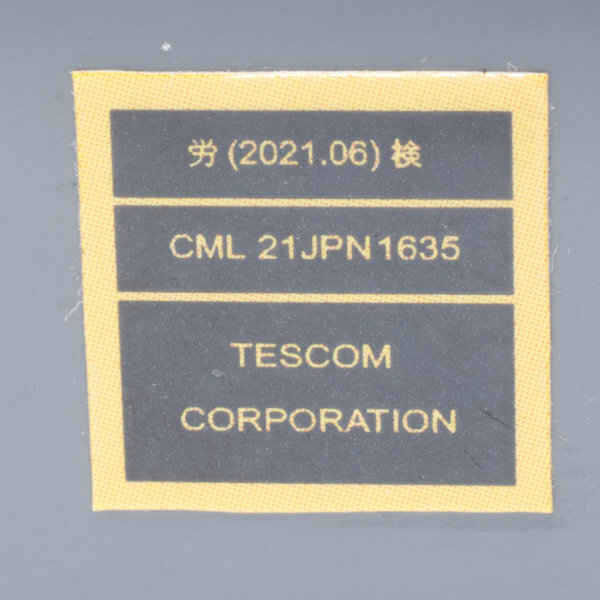 労 (2021.06) 検
CML 21JPN1635
TESCOM
CORPORATION